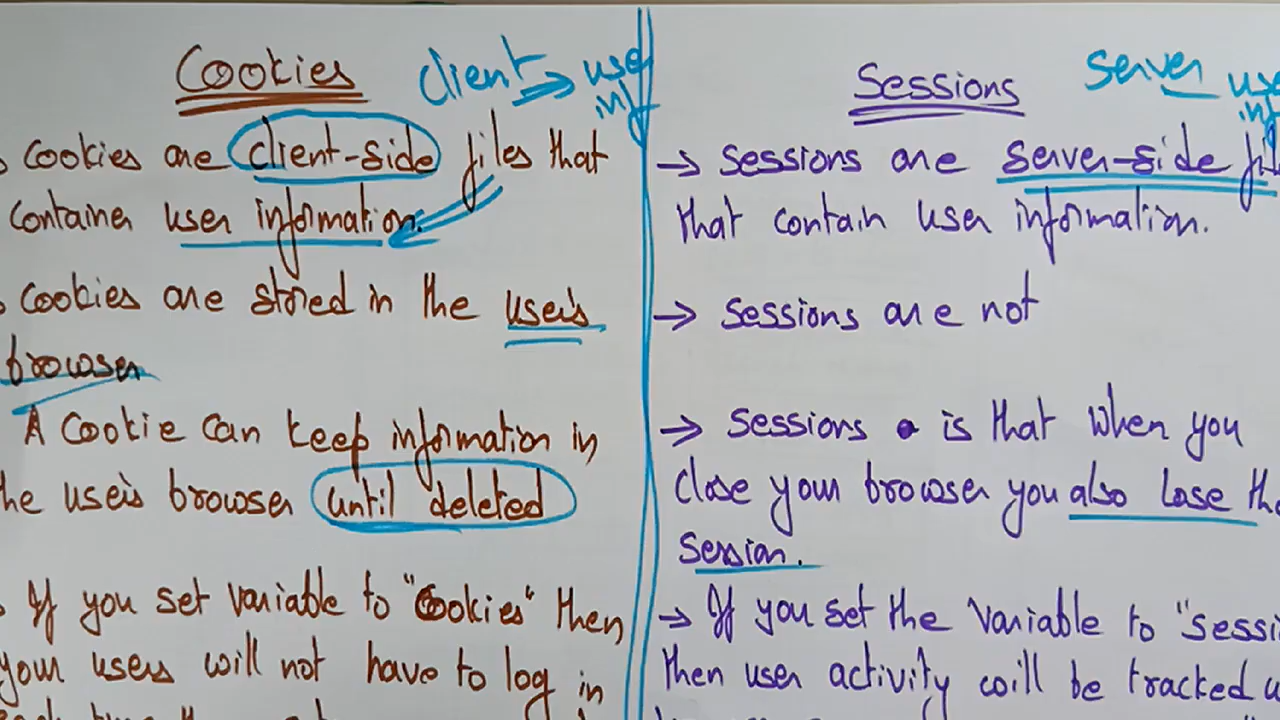 Cookies
client → user
inf
Cookies are client-side files that
container user information.
Cookies are stored in the user's
browser
A Cookie can keep information in
the user's browser until deleted
If you set variable to "Cookies" then
your users will not have to log in
Sessions
Server
→ Sessions are server-side
that contain user information.
→ Sessions are not
→ Sessions is that when you
close your browser you also lose the
session.
→ If you set the variable to "sessi
then user activity will be tracked u